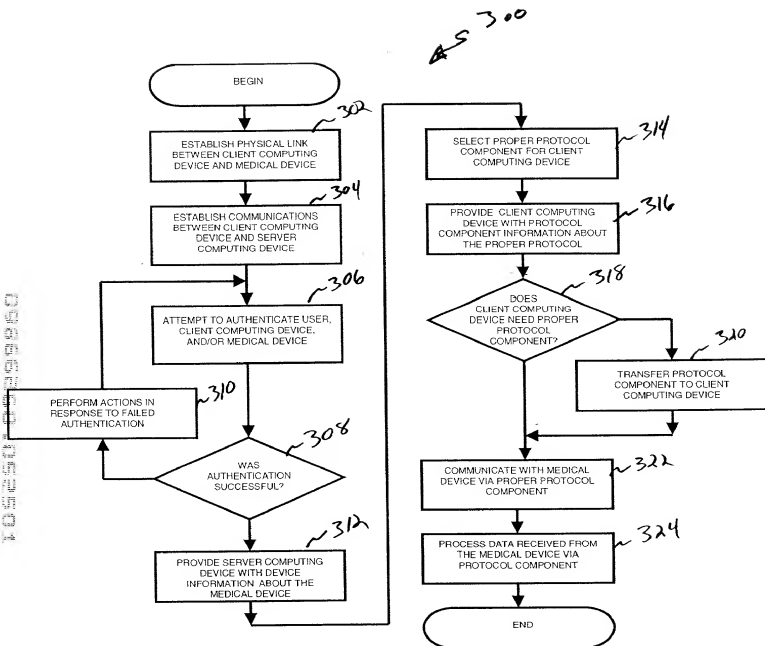 300
BEGIN
302
ESTABLISH PHYSICAL LINK
BETWEEN CLIENT COMPUTING
DEVICE AND MEDICAL DEVICE
304
ESTABLISH COMMUNICATIONS
BETWEEN CLIENT COMPUTING
DEVICE AND SERVER
COMPUTING DEVICE
306
ATTEMPT TO AUTHENTICATE USER,
CLIENT COMPUTING DEVICE,
AND/OR MEDICAL DEVICE
310
PERFORM ACTIONS IN
RESPONSE TO FAILED
AUTHENTICATION
308
WAS
AUTHENTICATION
SUCCESSFUL?
312
PROVIDE SERVER COMPUTING
DEVICE WITH DEVICE
INFORMATION ABOUT THE
MEDICAL DEVICE
314
SELECT PROPER PROTOCOL
COMPONENT FOR CLIENT
COMPUTING DEVICE
316
PROVIDE CLIENT COMPUTING
DEVICE WITH PROTOCOL
COMPONENT INFORMATION ABOUT
THE PROPER PROTOCOL
318
DOES
CLIENT COMPUTING
DEVICE NEED PROPER
PROTOCOL
COMPONENT?
320
TRANSFER PROTOCOL
COMPONENT TO CLIENT
COMPUTING DEVICE
322
COMMUNICATE WITH MEDICAL
DEVICE VIA PROPER PROTOCOL
COMPONENT
324
PROCESS DATA RECEIVED FROM
THE MEDICAL DEVICE VIA
PROTOCOL COMPONENT
END